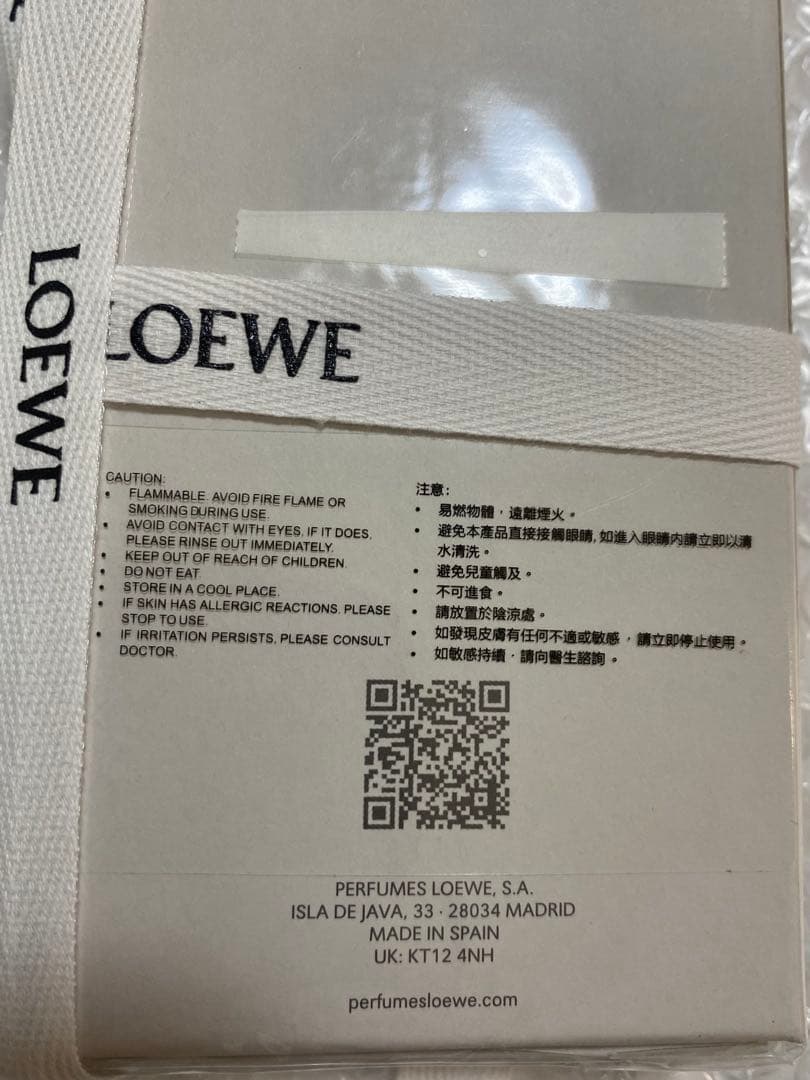 LOEWE
LOEWE
CAUTION:
• FLAMMABLE. AVOID FIRE FLAME OR
SMOKING DURING USE.
• AVOID CONTACT WITH EYES, IF IT DOES,
PLEASE RINSE OUT IMMEDIATELY.
• KEEP OUT OF REACH OF CHILDREN.
• DO NOT EAT.
• STORE IN A COOL PLACE.
• IF SKIN HAS ALLERGIC REACTIONS, PLEASE
STOP TO USE.
• IF IRRITATION PERSISTS, PLEASE CONSULT
DOCTOR.
注意:
• 易燃物體，遠離煙火。
• 避免本產品直接接觸眼睛,如進入眼睛內請立即以清
水清洗。
• 避免兒童觸及。
• 不可進食。
• 請放置於陰涼處。
• 如發現皮膚有任何不適或敏感，請立即停止使用。
• 如敏感持續，請向醫生諮詢。
PERFUMES LOEWE, S.A.
ISLA DE JAVA, 33 · 28034 MADRID
MADE IN SPAIN
UK: KT12 4NH
perfumesloewe.com